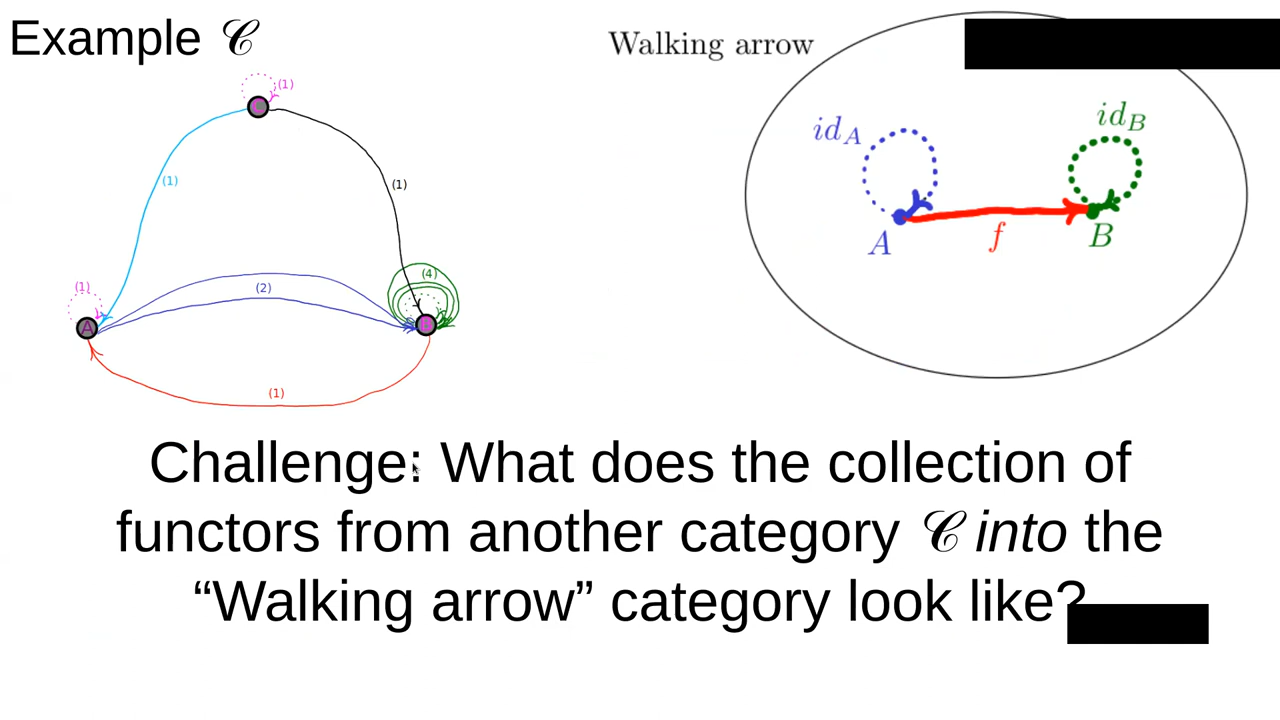 Example 𝒞
Walking arrow
(1)
C
id_A
id_B
(1)
(1)
A
f
B
(4)
(1)
(2)
A
B
(1)
Challenge: What does the collection of
functors from another category 𝒞 into the
“Walking arrow” category look like?